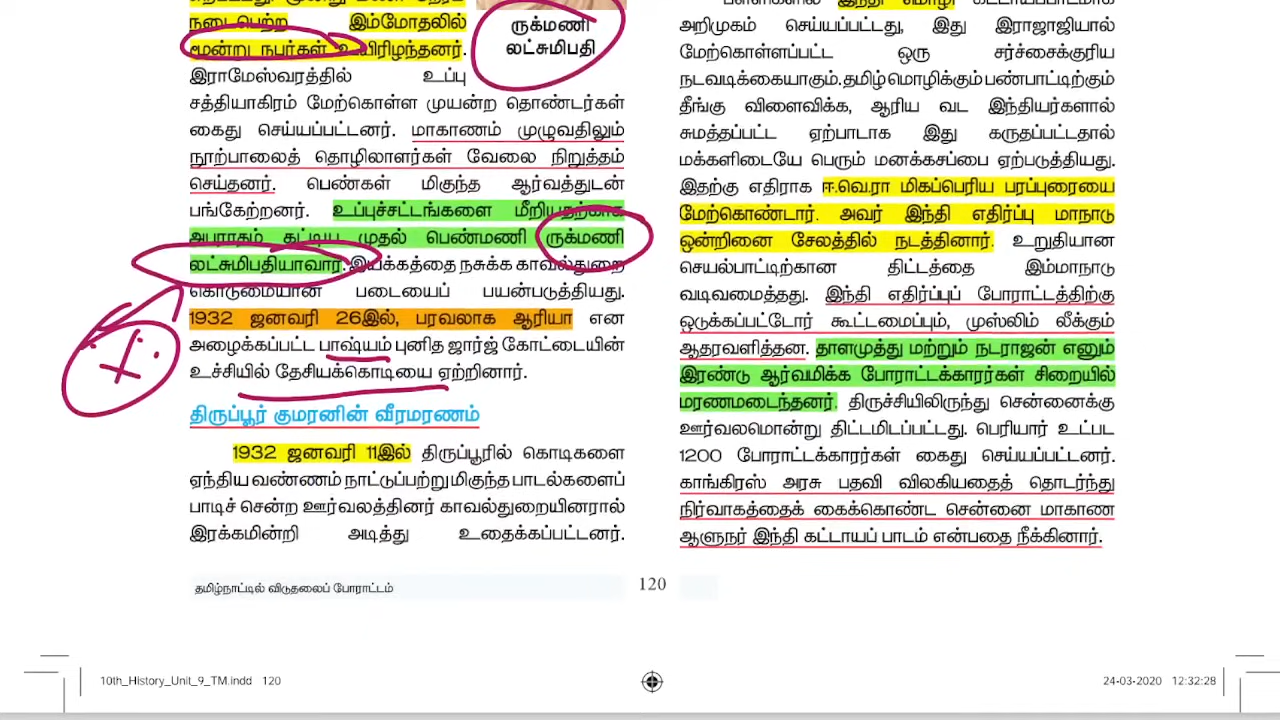 நடைபெற்ற இம்மோதலில்
மூன்று நபர்கள் உயிரிழந்தனர்.
இராமேஸ்வரத்தில் உப்பு
சத்தியாகிரம் மேற்கொள்ள முயன்ற தொண்டர்கள்
கைது செய்யப்பட்டனர். மாகாணம் முழுவதிலும்
நூற்பாலைத் தொழிலாளர்கள் வேலை நிறுத்தம்
செய்தனர். பெண்கள் மிகுந்த ஆர்வத்துடன்
பங்கேற்றனர். உப்புச்சட்டங்களை மீறியதற்காக
அபராதம் கட்டிய முதல் பெண்மணி ருக்மணி
லட்சுமிபதியாவார். இயக்கத்தை நசுக்க காவல்துறை
கொடுமையான படையைப் பயன்படுத்தியது.
1932 ஜனவரி 26இல், பரவலாக ஆரியா என
அழைக்கப்பட்ட பாஷ்யம் புனித ஜார்ஜ் கோட்டையின்
உச்சியில் தேசியக்கொடியை ஏற்றினார்.
திருப்பூர் குமரனின் வீரமரணம்
1932 ஜனவரி 11இல் திருப்பூரில் கொடிகளை
ஏந்திய வண்ணம் நாட்டுப்பற்று மிகுந்த பாடல்களைப்
பாடிச் சென்ற ஊர்வலத்தினர் காவல்துறையினரால்
இரக்கமின்றி அடித்து உதைக்கப்பட்டனர்.
ருக்மணி
லட்சுமிபதி
X
இந்தி மொழி கட்டாயப்பாடமாக
அறிமுகம் செய்யப்பட்டது, இது இராஜாஜியால்
மேற்கொள்ளப்பட்ட ஒரு சர்ச்சைக்குரிய
நடவடிக்கையாகும். தமிழ் மொழிக்கும் பண்பாட்டிற்கும்
தீங்கு விளைவிக்க, ஆரிய வட இந்தியர்களால்
சுமத்தப்பட்ட ஏற்பாடாக இது கருதப்பட்டதால்
மக்களிடையே பெரும் மனக்கசப்பை ஏற்படுத்தியது.
இதற்கு எதிராக ஈ.வெ.ரா மிகப்பெரிய பரப்புரையை
மேற்கொண்டார். அவர் இந்தி எதிர்ப்பு மாநாடு
ஒன்றினை சேலத்தில் நடத்தினார். உறுதியான
செயல்பாட்டிற்கான திட்டத்தை இம்மாநாடு
வடிவமைத்தது. இந்தி எதிர்ப்புப் போராட்டத்திற்கு
ஒடுக்கப்பட்டோர் கூட்டமைப்பும், முஸ்லிம் லீக்கும்
ஆதரவளித்தன. தாளமுத்து மற்றும் நடராஜன் எனும்
இரண்டு ஆர்வமிக்க போராட்டக்காரர்கள் சிறையில்
மரணமடைந்தனர். திருச்சியிலிருந்து சென்னைக்கு
ஊர்வலமொன்று திட்டமிடப்பட்டது. பெரியார் உட்பட
1200 போராட்டக்காரர்கள் கைது செய்யப்பட்டனர்.
காங்கிரஸ் அரசு பதவி விலகியதைத் தொடர்ந்து
நிர்வாகத்தைக் கைக்கொண்ட சென்னை மாகாண
ஆளுநர் இந்தி கட்டாயப் பாடம் என்பதை நீக்கினார்.
தமிழ்நாட்டில் விடுதலைப் போராட்டம் 120
10th_History_Unit_9_TM.indd 120 24-03-2020 12:32:28